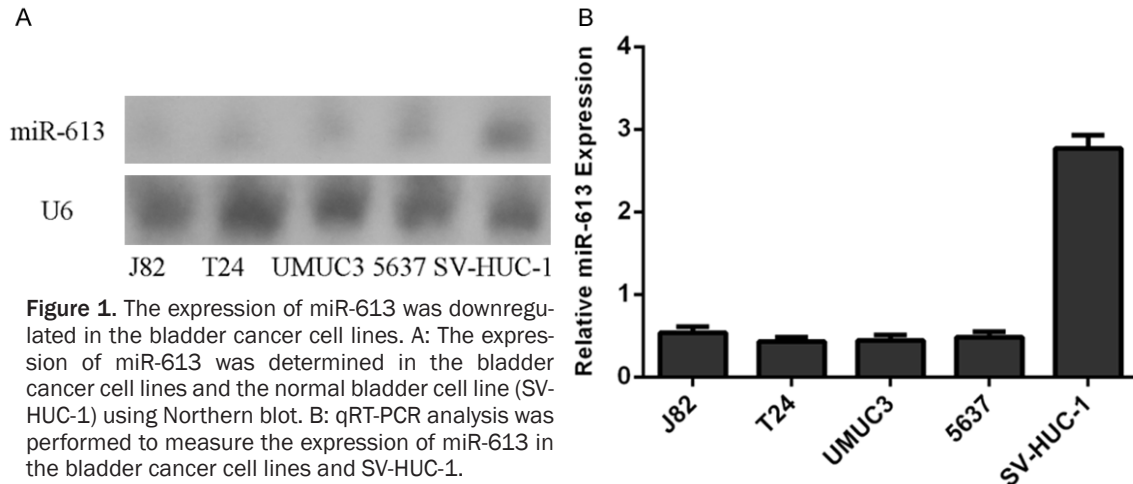 A
miR-613
U6
J82 T24 UMUC3 5637 SV-HUC-1
Figure 1. The expression of miR-613 was downregu-
lated in the bladder cancer cell lines. A: The expres-
sion of miR-613 was determined in the bladder
cancer cell lines and the normal bladder cell line (SV-
HUC-1) using Northern blot. B: qRT-PCR analysis was
performed to measure the expression of miR-613 in
the bladder cancer cell lines and SV-HUC-1.
B
Relative miR-613 Expression
4
3
2
1
0
J82
T24
UMUC3
5637
SV-HUC-1